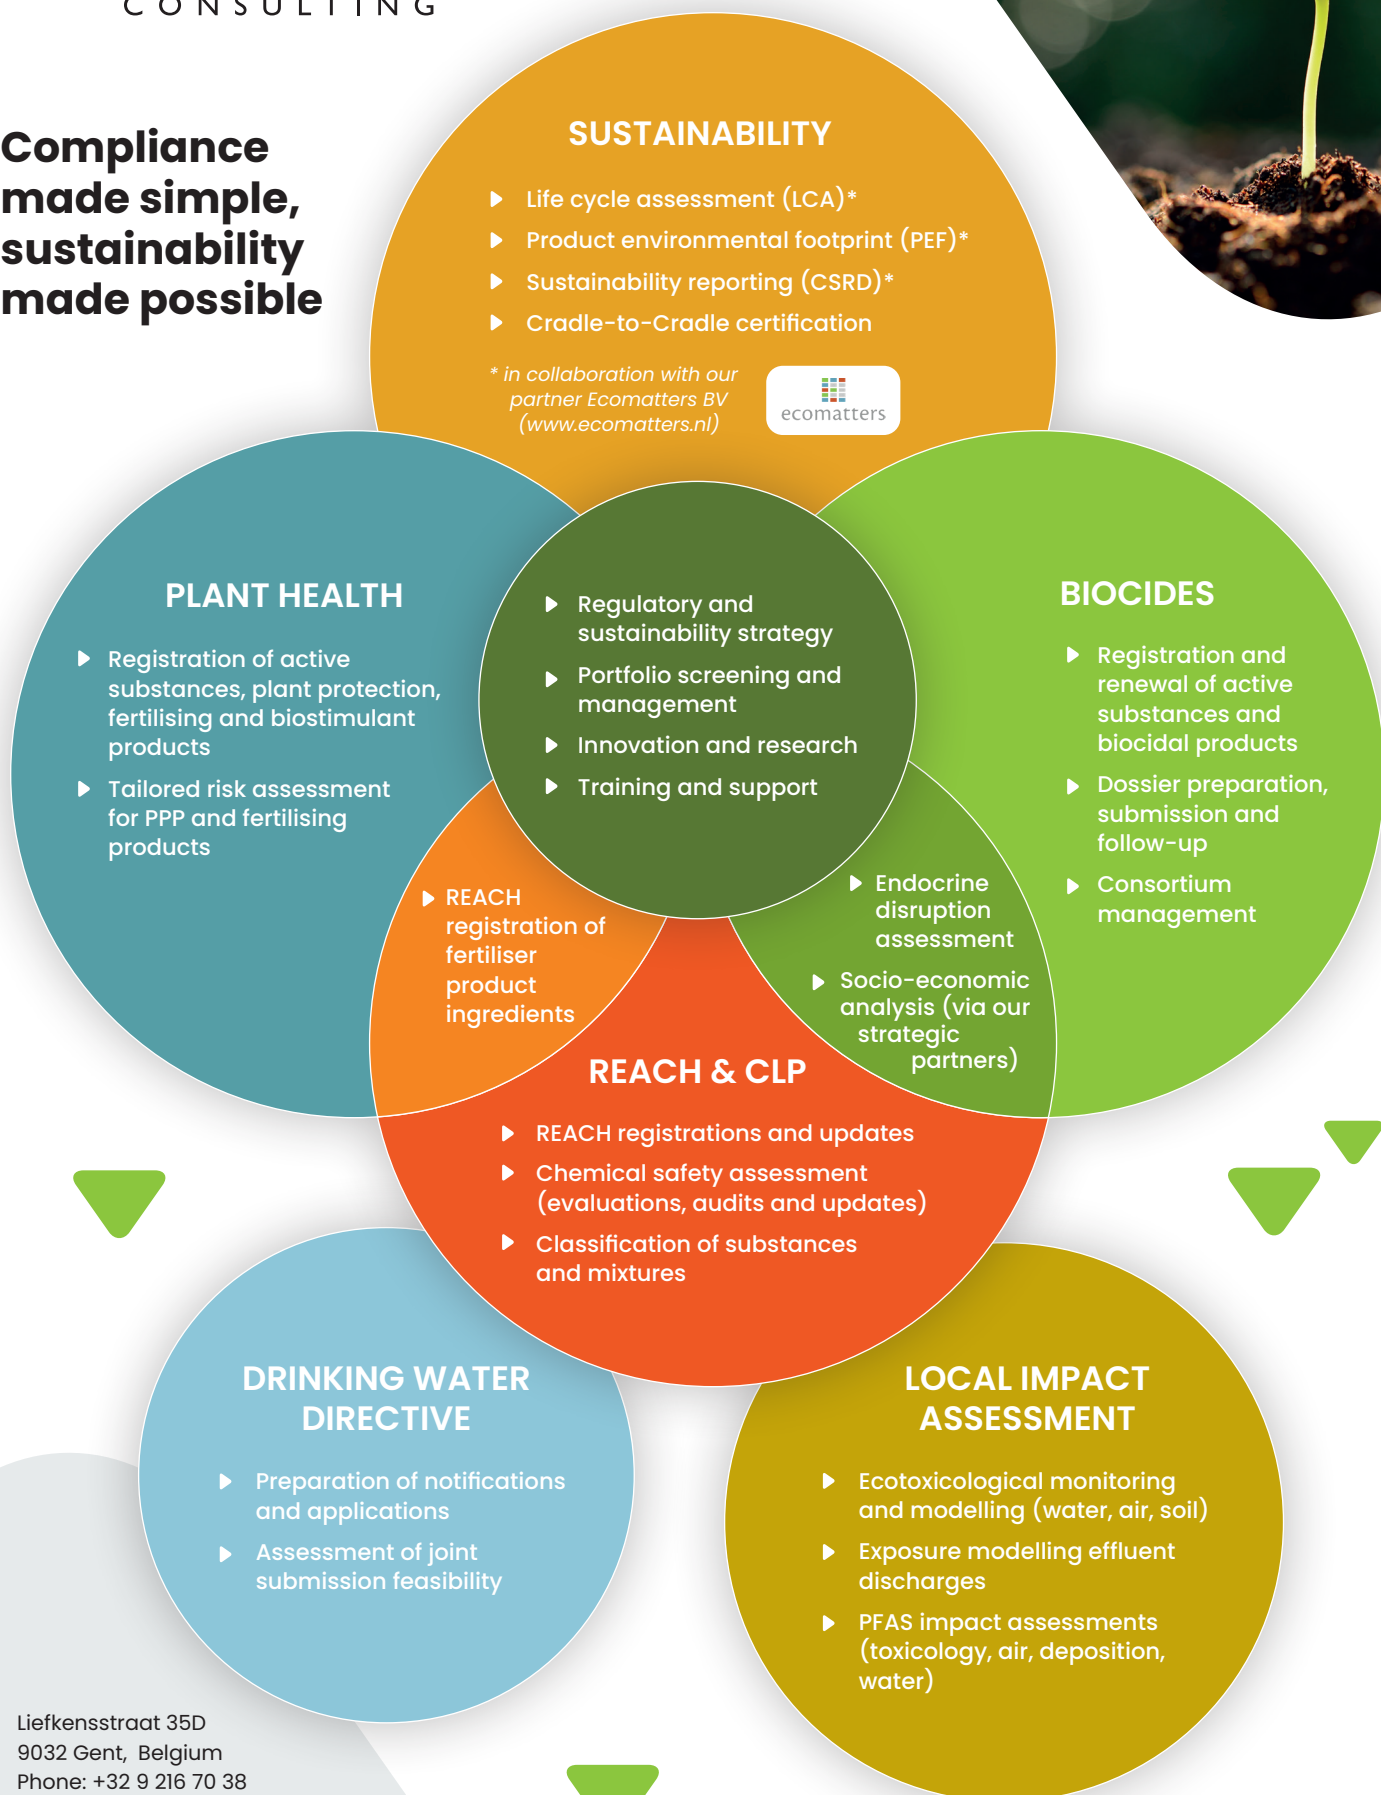 CONSULTING
Compliance
made simple,
sustainability
made possible
SUSTAINABILITY
Life cycle assessment (LCA)*
Product environmental footprint (PEF)*
Sustainability reporting (CSRD)*
Cradle-to-Cradle certification
* in collaboration with our
partner Ecomatters BV
(www.ecomatters.nl)
ecomatters
PLANT HEALTH
Registration of active
substances, plant protection,
fertilising and biostimulant
products
Tailored risk assessment
for PPP and fertilising
products
Regulatory and
sustainability strategy
Portfolio screening and
management
Innovation and research
Training and support
BIOCIDES
Registration and
renewal of active
substances and
biocidal products
Dossier preparation,
submission and
follow-up
Consortium
management
REACH
registration of
fertiliser
product
ingredients
Endocrine
disruption
assessment
Socio-economic
analysis (via our
strategic
partners)
REACH & CLP
REACH registrations and updates
Chemical safety assessment
(evaluations, audits and updates)
Classification of substances
and mixtures
DRINKING WATER
DIRECTIVE
Preparation of notifications
and applications
Assessment of joint
submission feasibility
LOCAL IMPACT
ASSESSMENT
Ecotoxicological monitoring
and modelling (water, air, soil)
Exposure modelling effluent
discharges
PFAS impact assessments
(toxicology, air, deposition,
water)
Liefkensstraat 35D
9032 Gent, Belgium
Phone: +32 9 216 70 38